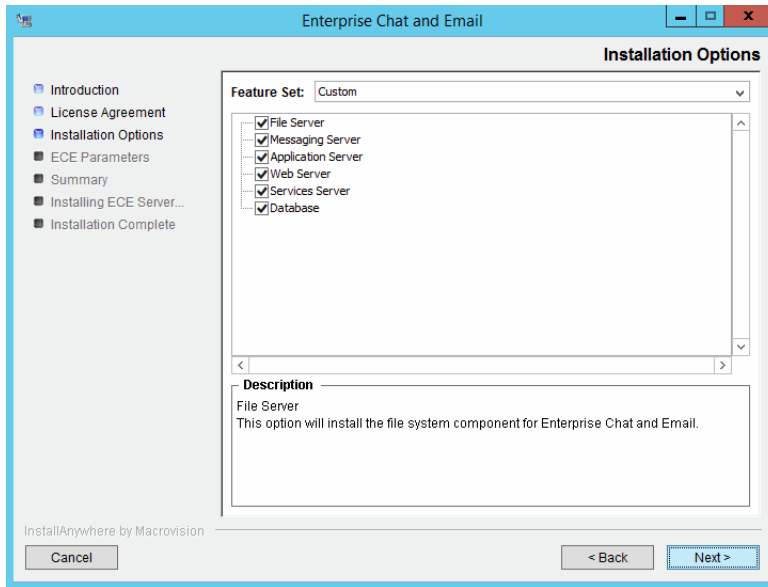 Enterprise Chat and Email
Installation Options
Introduction
License Agreement
Installation Options
ECE Parameters
Summary
Installing ECE Server...
Installation Complete
Feature Set: Custom
File Server
Messaging Server
Application Server
Web Server
Services Server
Database
Description
File Server
This option will install the file system component for Enterprise Chat and Email.
InstallAnywhere by Macrovision
Cancel
< Back
Next >